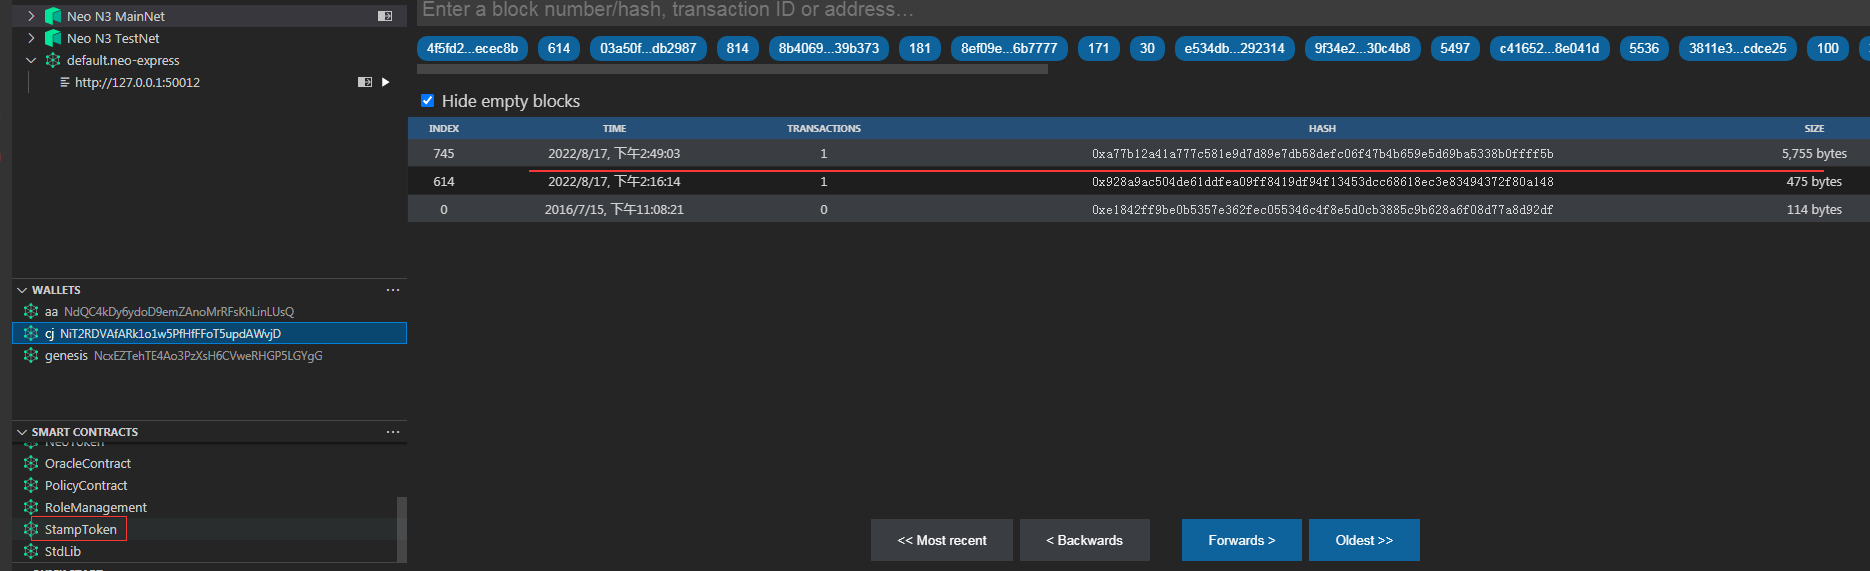 Neo N3 MainNet
Neo N3 TestNet
default.neo-express
http://127.0.0.1:50012
WALLETS
aa NdQC4kDy6ydoD9emZAnoMrRFsKhLinLUsQ
cj NiT2RDVAfARk1o1w5PfHfFFoT5updAWvjD
genesis NcxEZTehTE4Ao3PzXsH6CVweRHGP5LGYgG
SMART CONTRACTS
NeoToken
OracleContract
PolicyContract
RoleManagement
StampToken
StdLib
Enter a block number/hash, transaction ID or address…
4f5fd2...ecec8b 614 03a50f...db2987 814 8b4069...39b373 181 8ef09e...6b7777 171 30 e534db...292314 9f34e2...30c4b8 5497 c41652...8e041d 5536 3811e3...cdce25 100
Hide empty blocks
INDEX TIME TRANSACTIONS HASH SIZE
745 2022/8/17, 下午2:49:03 1 0xa77b12a41a777c581e9d7d89e7db58defc06f47b4b659e5d69ba5338b0ffff5b 5,755 bytes
614 2022/8/17, 下午2:16:14 1 0x928a9ac504de61ddfea09ff8419df94f13453dcc68618ec3e83494372f80a148 475 bytes
0 2016/7/15, 下午11:08:21 0 0xe1842ff9be0b5357e362fec055346c4f8e5d0cb3885c9b628a6f08d77a8d92df 114 bytes
<< Most recent < Backwards Forwards > Oldest >>